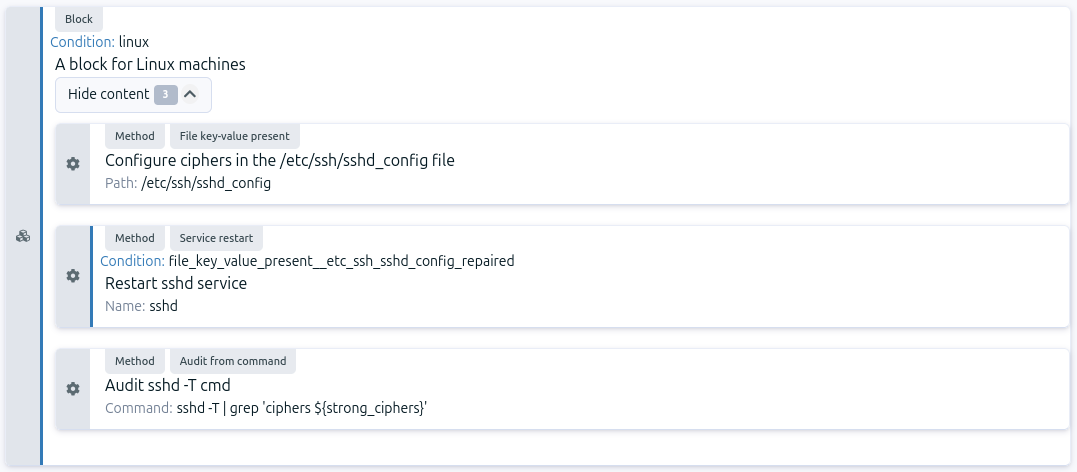 Block
Condition: linux
A block for Linux machines
Hide content 3
Method File key-value present
Configure ciphers in the /etc/ssh/sshd_config file
Path: /etc/ssh/sshd_config
Method Service restart
Condition: file_key_value_present__etc_ssh_sshd_config_repaired
Restart sshd service
Name: sshd
Method Audit from command
Audit sshd -T cmd
Command: sshd -T | grep 'ciphers ${strong_ciphers}'